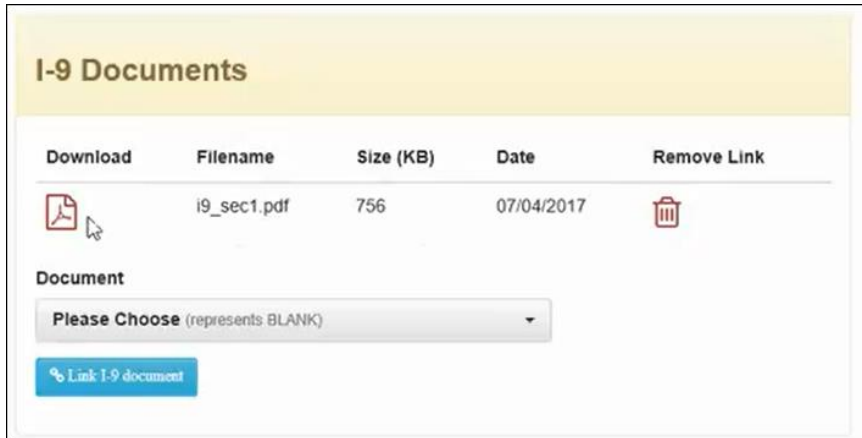 I-9 Documents
Download Filename Size (KB) Date Remove Link
i9_sec1.pdf 756 07/04/2017
Document
Please Choose (represents BLANK)
Link I-9 document